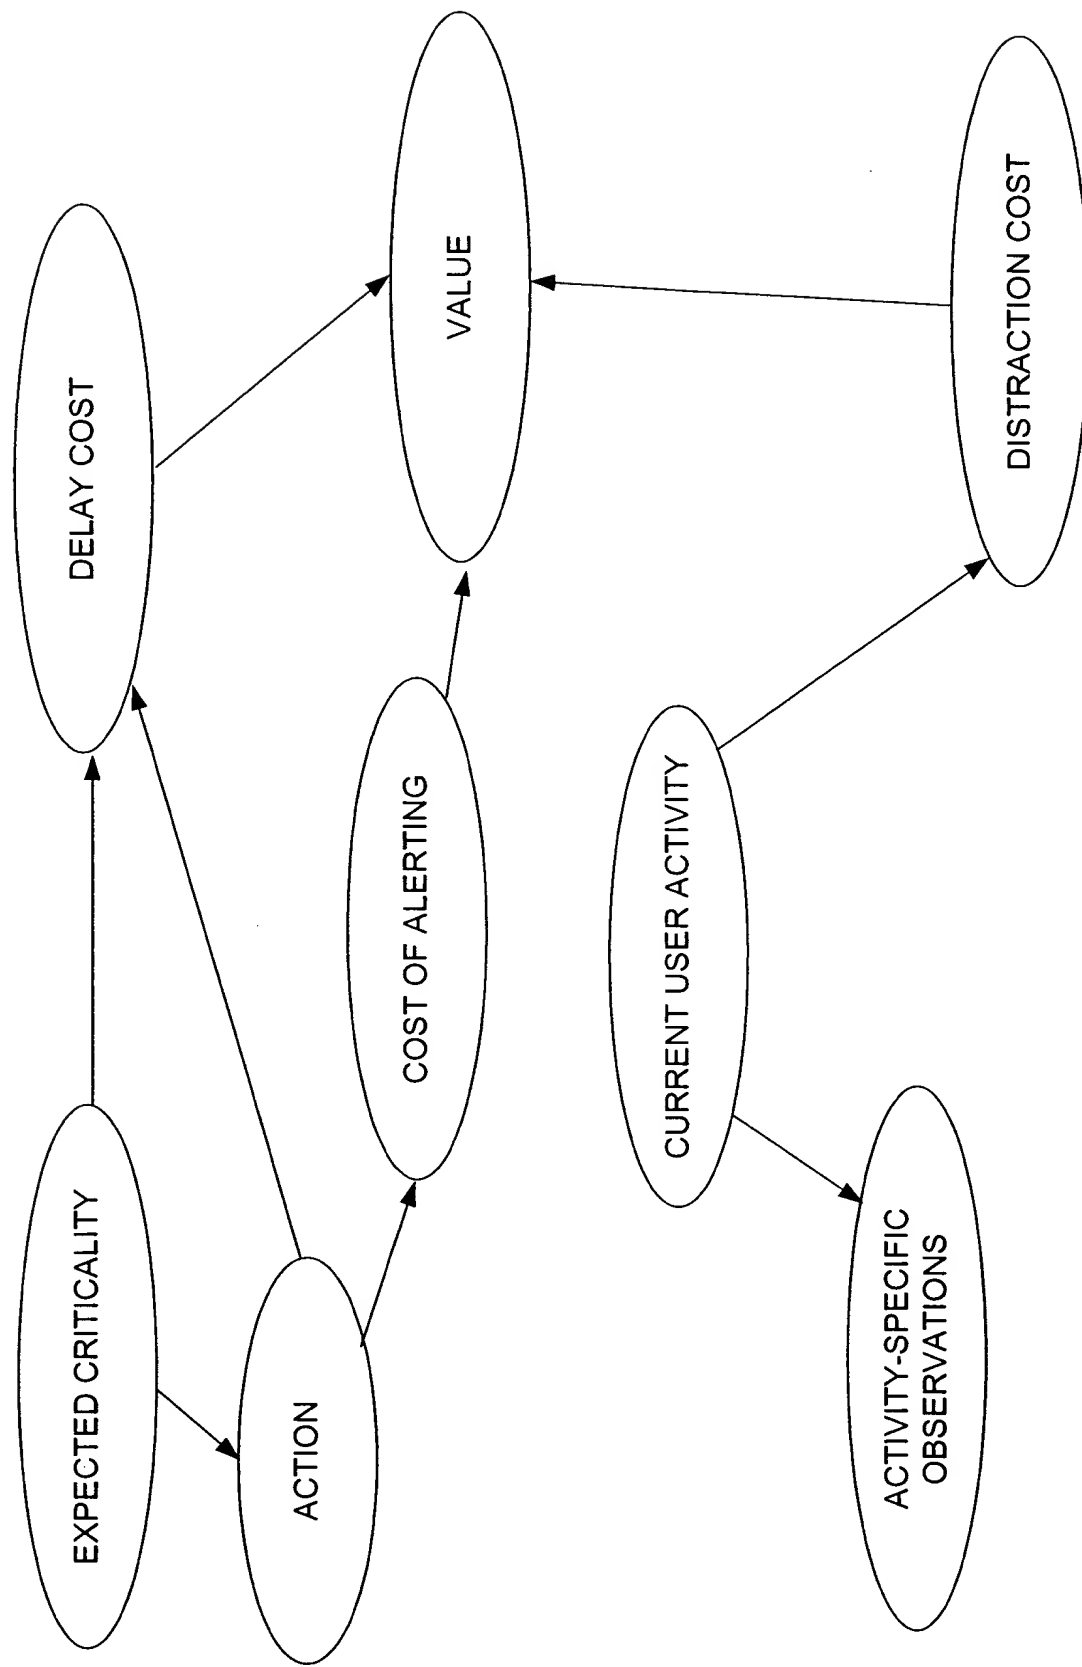 EXPECTED CRITICALITY
DELAY COST
ACTION
COST OF ALERTING
VALUE
CURRENT USER ACTIVITY
ACTIVITY-SPECIFIC
OBSERVATIONS
DISTRACTION COST